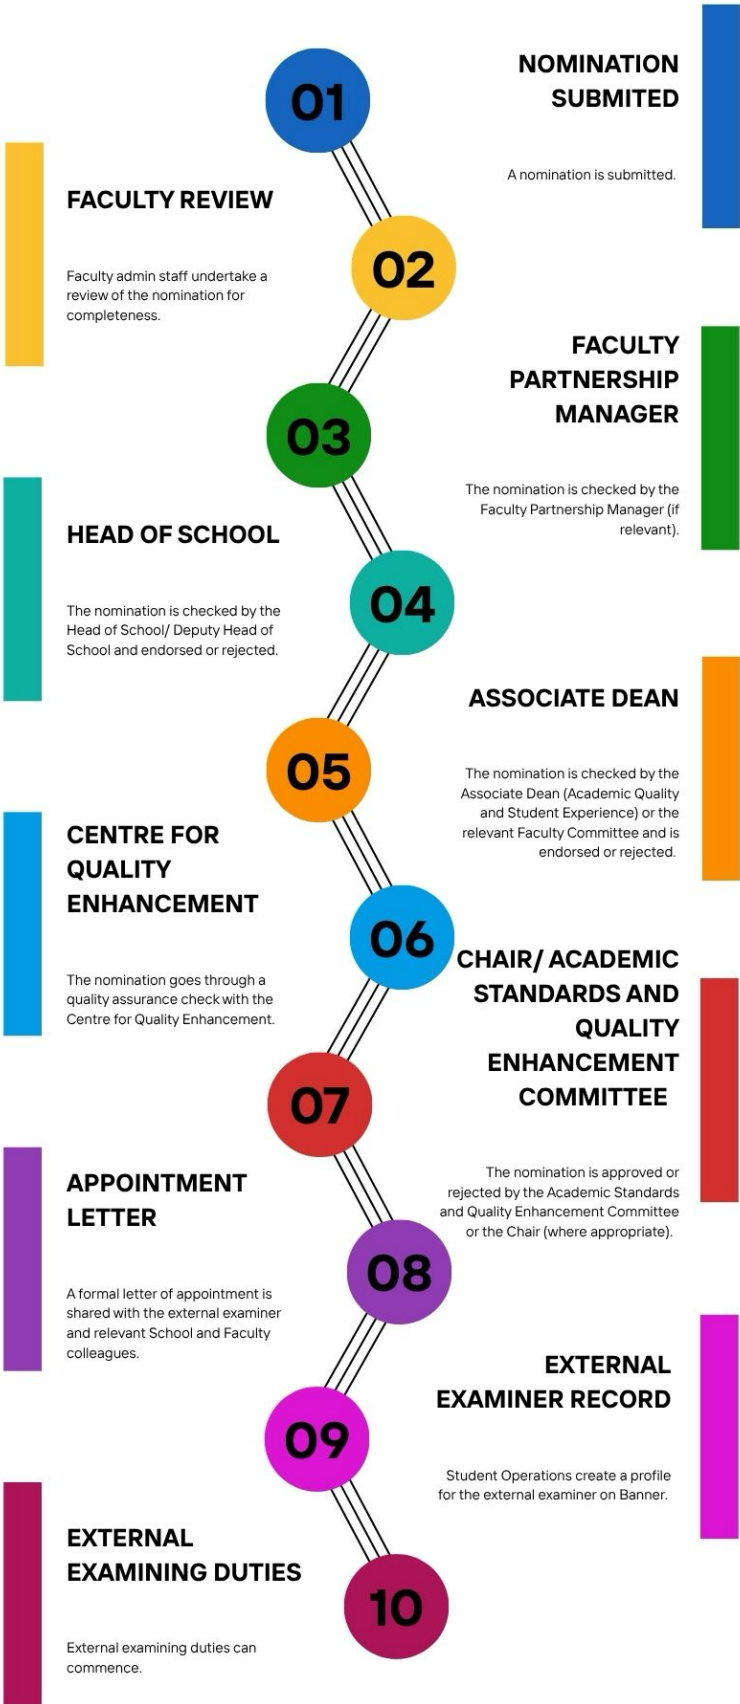 01
NOMINATION
SUBMITED
A nomination is submitted.
02
FACULTY REVIEW
Faculty admin staff undertake a
review of the nomination for
completeness.
03
FACULTY
PARTNERSHIP
MANAGER
The nomination is checked by the
Faculty Partnership Manager (if
relevant).
04
HEAD OF SCHOOL
The nomination is checked by the
Head of School/ Deputy Head of
School and endorsed or rejected.
05
ASSOCIATE DEAN
The nomination is checked by the
Associate Dean (Academic Quality
and Student Experience) or the
relevant Faculty Committee and is
endorsed or rejected.
06
CENTRE FOR
QUALITY
ENHANCEMENT
The nomination goes through a
quality assurance check with the
Centre for Quality Enhancement.
07
CHAIR/ ACADEMIC
STANDARDS AND
QUALITY
ENHANCEMENT
COMMITTEE
The nomination is approved or
rejected by the Academic Standards
and Quality Enhancement Committee
or the Chair (where appropriate).
08
APPOINTMENT
LETTER
A formal letter of appointment is
shared with the external examiner
and relevant School and Faculty
colleagues.
09
EXTERNAL
EXAMINER RECORD
Student Operations create a profile
for the external examiner on Banner.
10
EXTERNAL
EXAMINING DUTIES
External examining duties can
commence.